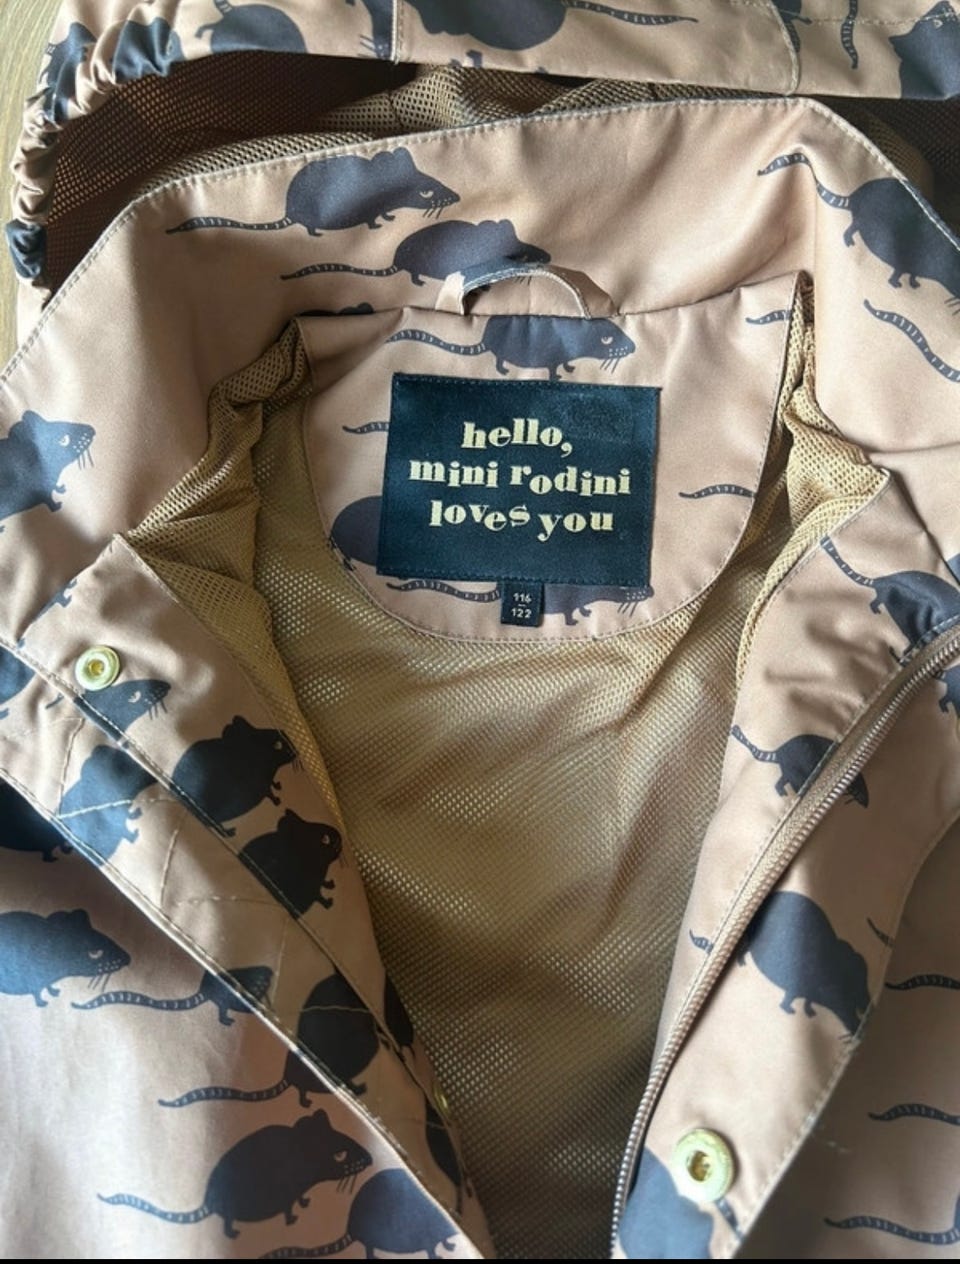 hello,
mini rodini
loves you
116
122